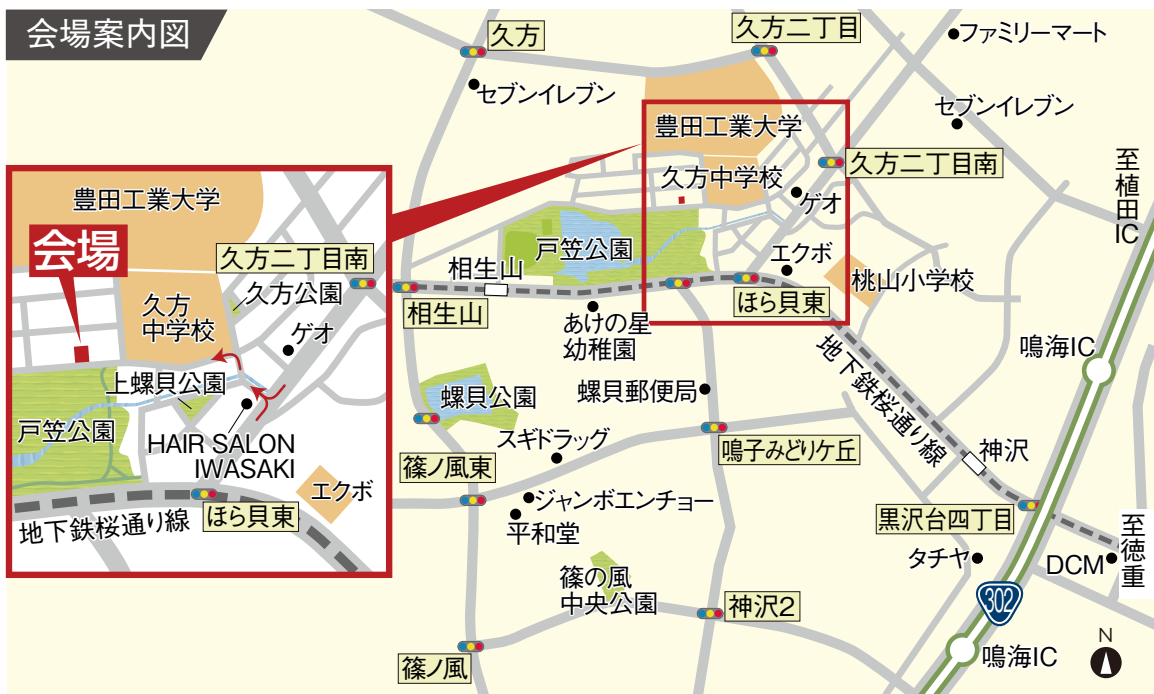 会場案内図
久方
久方二丁目
ファミリーマート
セブンイレブン
セブンイレブン
豊田工業大学
久方二丁目南
久方中学校
ゲオ
至植田IC
戸笠公園
エクボ
桃山小学校
相生山
相生山
ほら貝東
あけの星
幼稚園
地下鉄桜通り線
鳴海IC
螺貝公園
螺貝郵便局
スギドラッグ
鳴子みどりケ丘
神沢
篠ノ風東
ジャンボエンチョー
平和堂
黒沢台四丁目
至徳重
タチヤ
DCM
篠の風
中央公園
神沢2
302
篠ノ風
鳴海IC
N
豊田工業大学
会場
久方二丁目南
久方公園
久方
中学校
ゲオ
上螺貝公園
戸笠公園
HAIR SALON
IWASAKI
エクボ
ほら貝東
地下鉄桜通り線